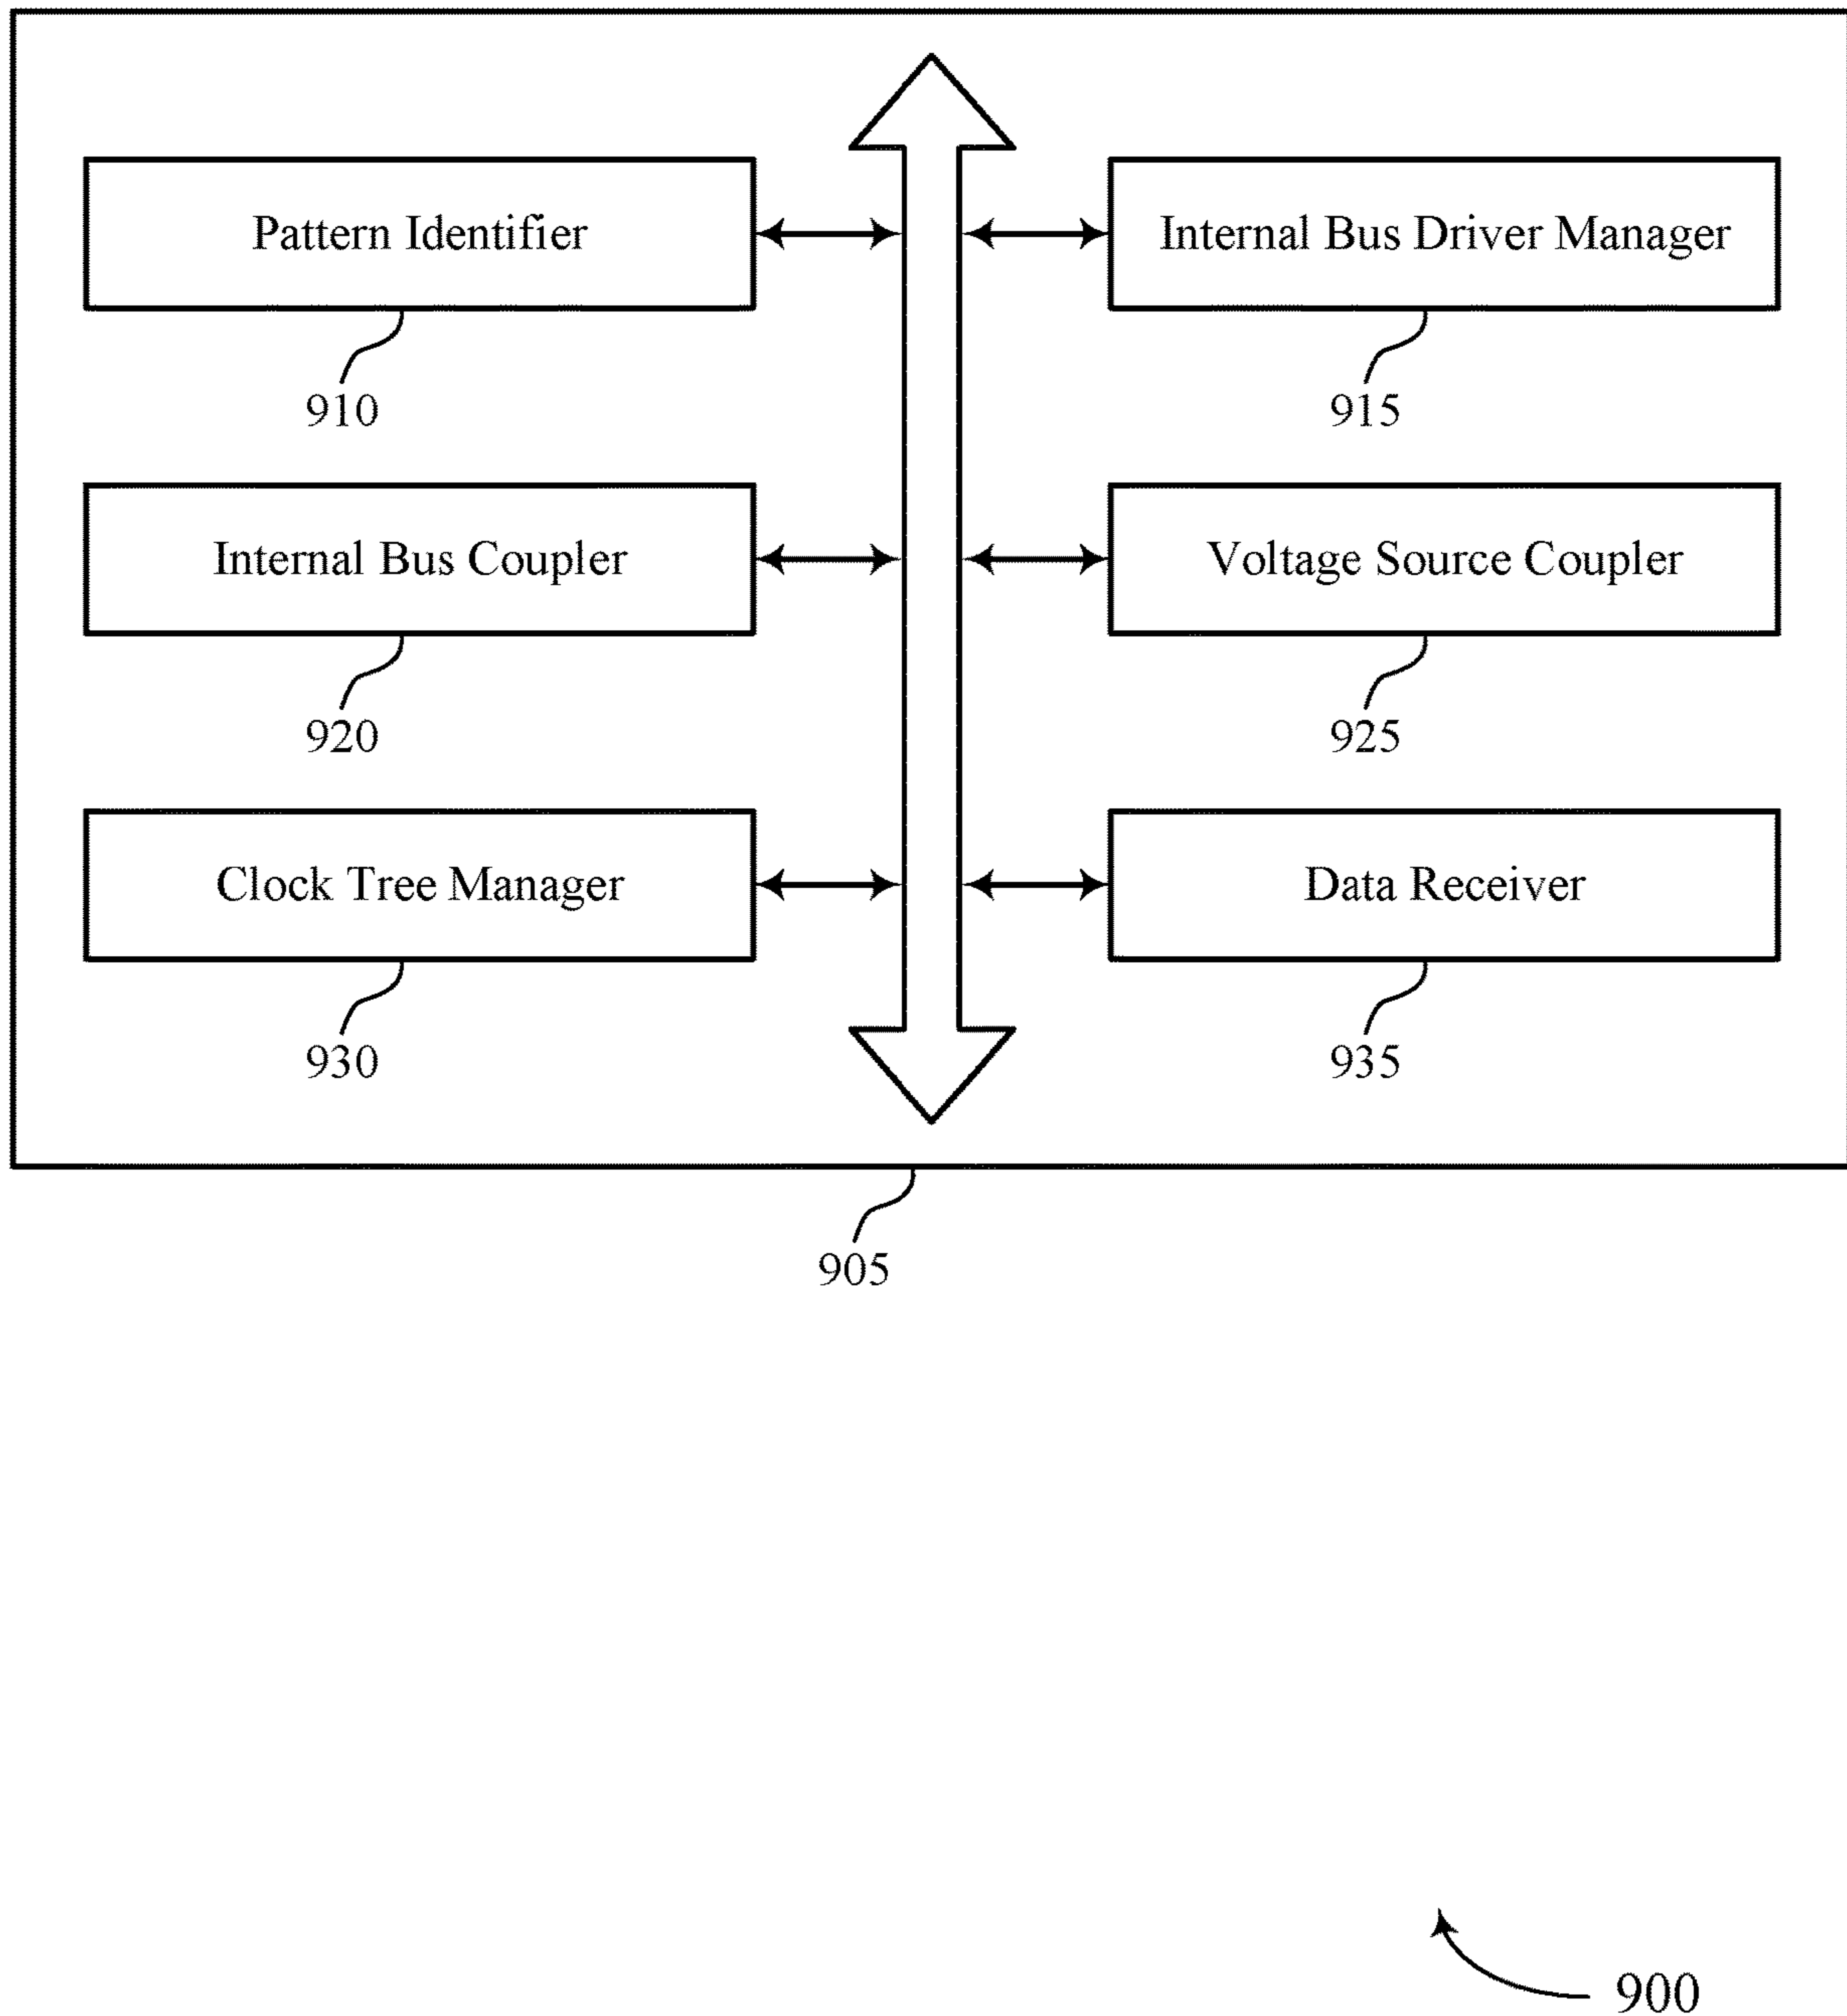 Pattern Identifier
Internal Bus Driver Manager
910
915
Internal Bus Coupler
Voltage Source Coupler
920
925
Clock Tree Manager
Data Receiver
930
935
905
900